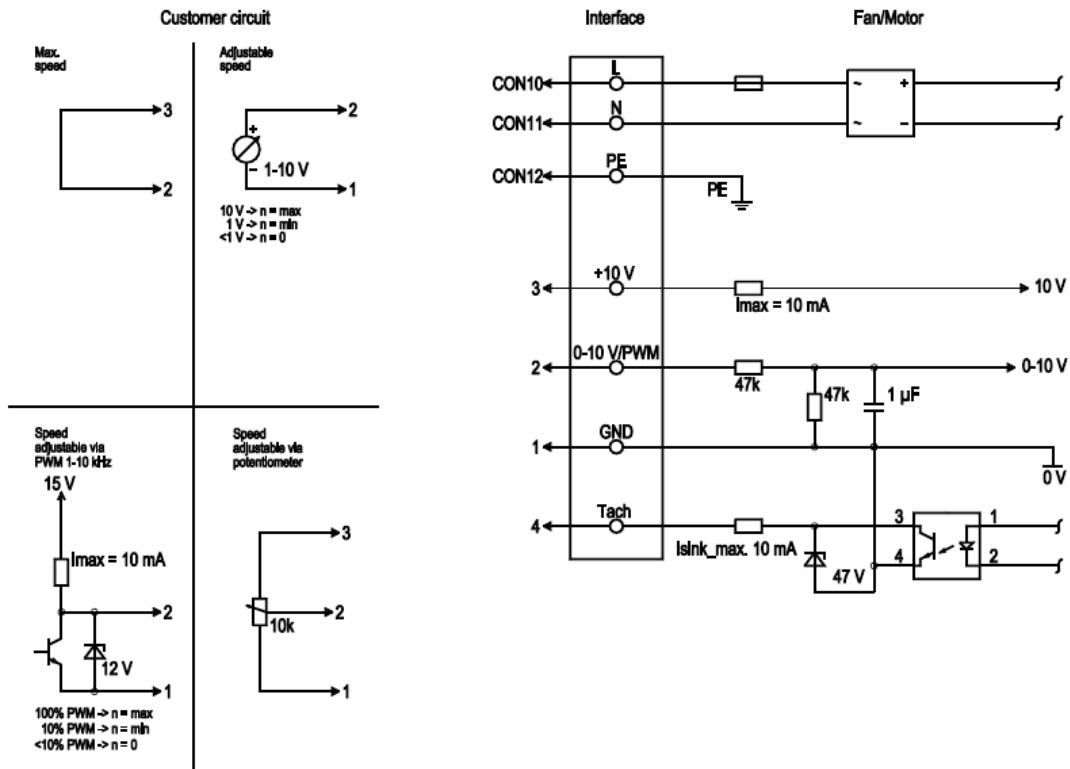 Customer circuit
Max.
speed
3
2
Adjustable
speed
2
+
1-10 V
–
1
10 V -> n = max
1 V -> n = min
<1 V -> n = 0
Speed
adjustable via
PWM 1-10 kHz
15 V
Imax = 10 mA
2
12 V
1
100% PWM -> n = max
10% PWM -> n = min
<10% PWM -> n = 0
Speed
adjustable via
potentiometer
3
2
10k
1
Interface
Fan/Motor
CON10
L
~
+
CON11
N
~
–
CON12
PE
PE
3
+10 V
Imax = 10 mA
10 V
2
0-10 V/PWM
47k
47k
1 µF
0-10 V
1
GND
0 V
4
Tach
Isink_max. 10 mA
47 V
3
4
1
2